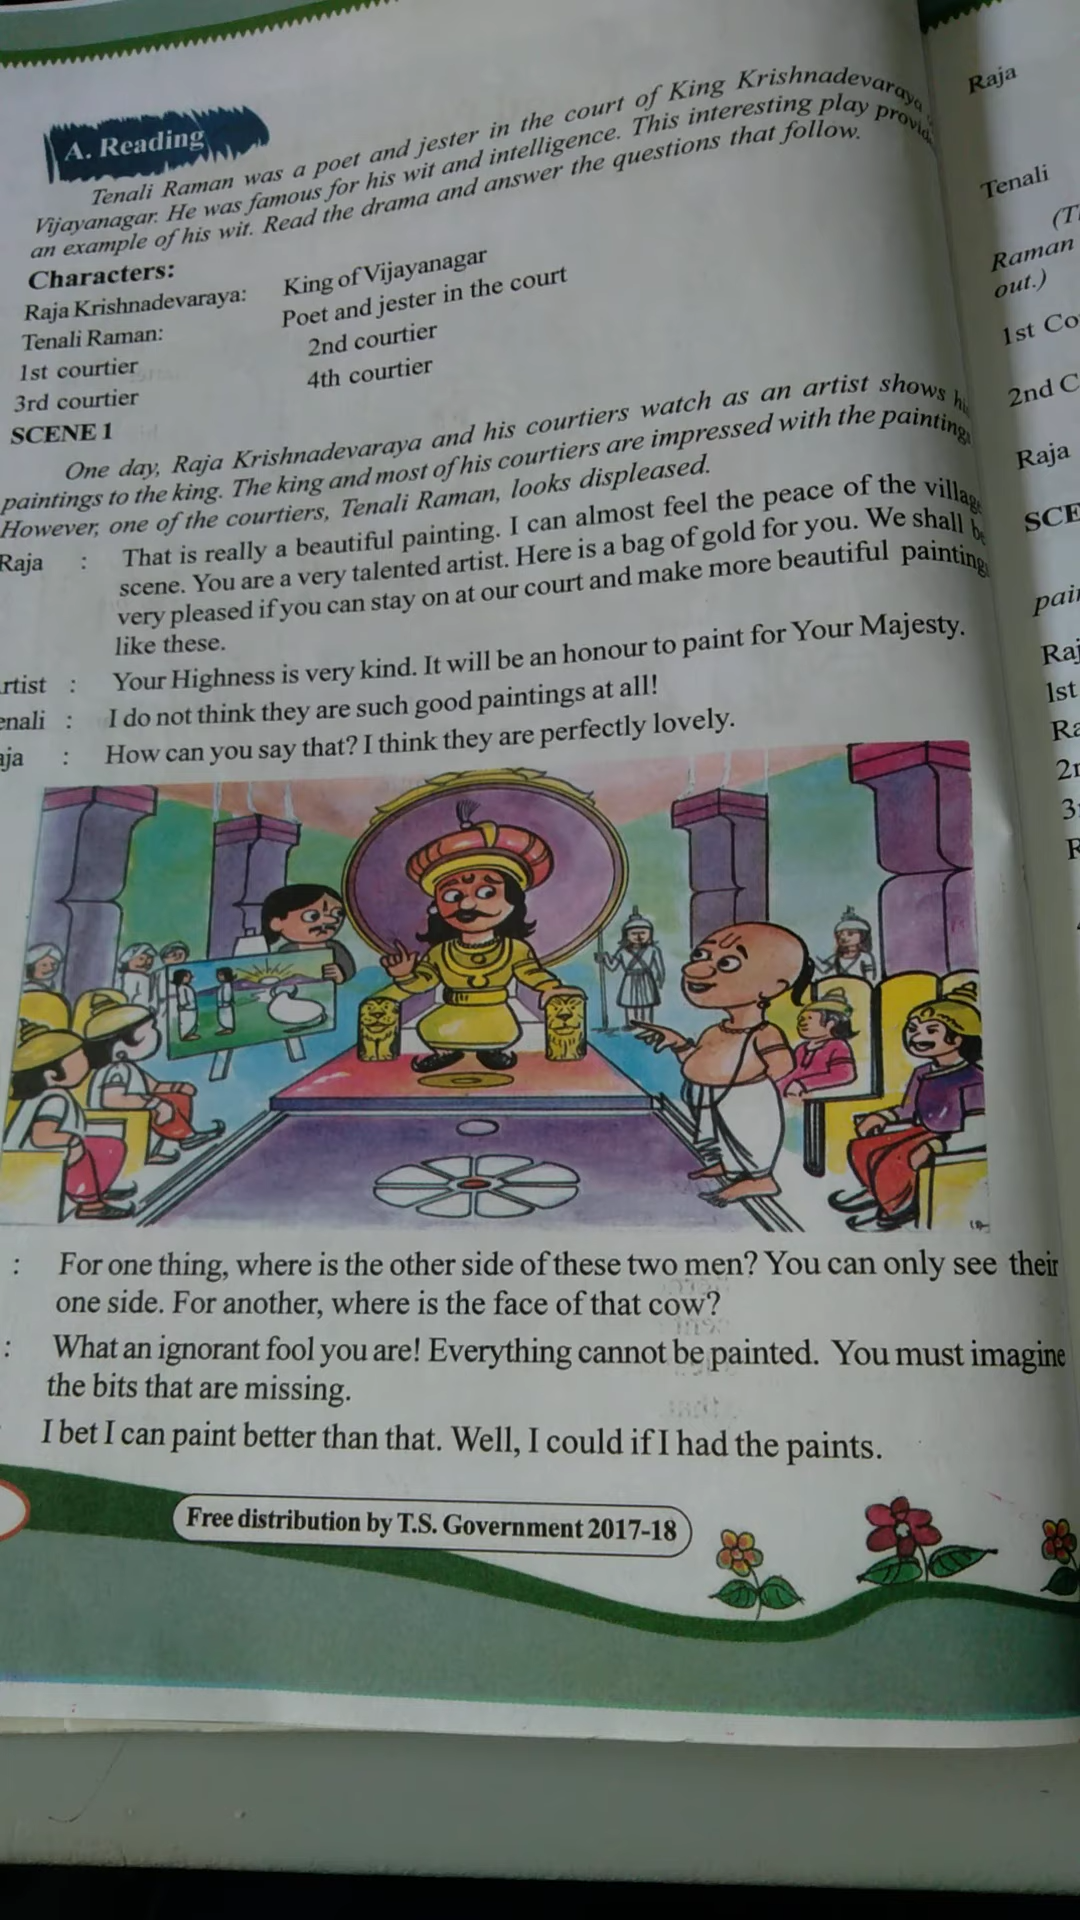 A. Reading
Tenali Raman was a poet and jester in the court of King Krishnadevaraya
Vijayanagar. He was famous for his wit and intelligence. This interesting play provid
an example of his wit. Read the drama and answer the questions that follow.
Characters:
Raja Krishnadevaraya: King of Vijayanagar
Tenali Raman: Poet and jester in the court
1st courtier 2nd courtier
3rd courtier 4th courtier
SCENE 1
One day, Raja Krishnadevaraya and his courtiers watch as an artist shows hi
paintings to the king. The king and most of his courtiers are impressed with the painting
However, one of the courtiers, Tenali Raman, looks displeased.
Raja : That is really a beautiful painting. I can almost feel the peace of the village
scene. You are a very talented artist. Here is a bag of gold for you. We shall be
very pleased if you can stay on at our court and make more beautiful painting
like these.
rtist : Your Highness is very kind. It will be an honour to paint for Your Majesty.
enali : I do not think they are such good paintings at all!
aja : How can you say that? I think they are perfectly lovely.
: For one thing, where is the other side of these two men? You can only see their
one side. For another, where is the face of that cow?
: What an ignorant fool you are! Everything cannot be painted. You must imagine
the bits that are missing.
I bet I can paint better than that. Well, I could if I had the paints.
Free distribution by T.S. Government 2017-18
Raja
Tenali
(T
Raman
out.)
1st Co
2nd C
Raja
SCE
pai
Raj
1st
Ra
2n
3
R